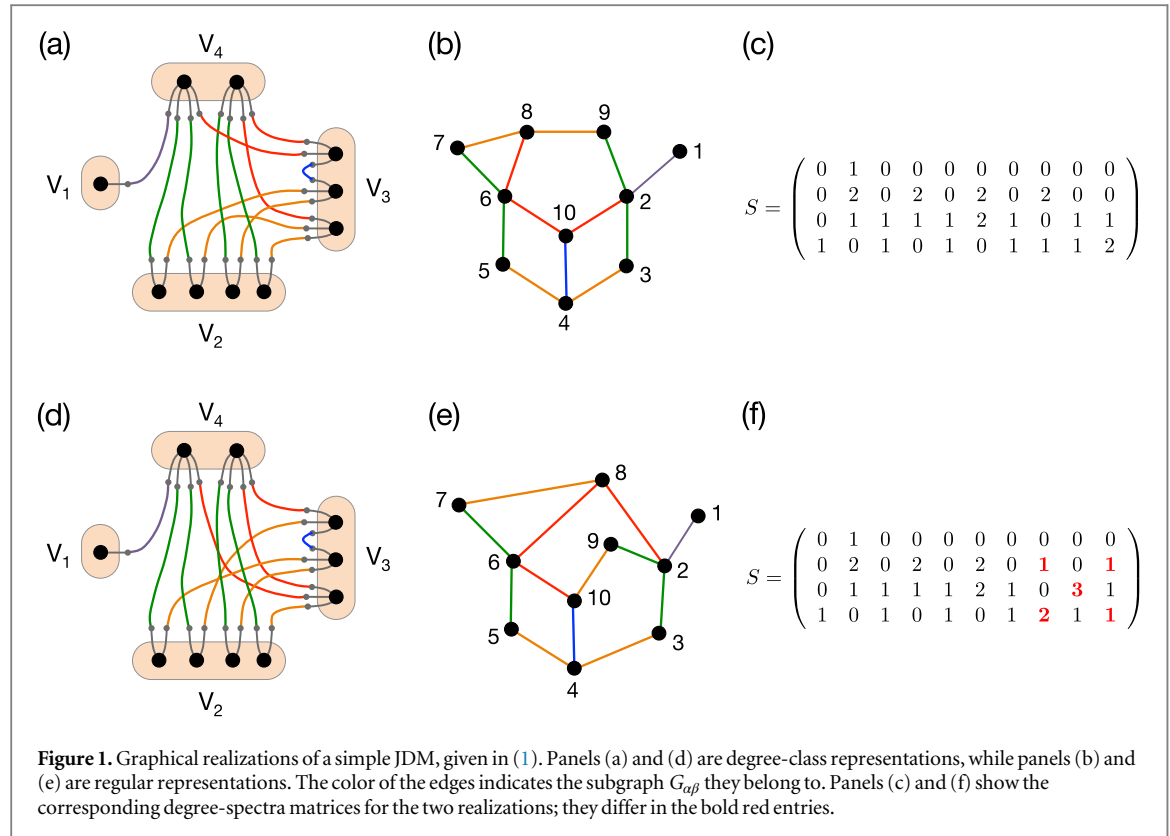 (a)
V4
V1
V3
V2
(b)
8
9
7
1
6
10
2
5
3
4
(c)
S =
0 1 0 0 0 0 0 0 0 0
0 2 0 2 0 2 0 2 0 0
0 1 1 1 1 2 1 0 1 1
1 0 1 0 1 0 1 1 1 2
(d)
V4
V1
V3
V2
(e)
8
7
1
9
6
2
10
5
3
4
(f)
S =
0 1 0 0 0 0 0 0 0 0
0 2 0 2 0 2 0 1 0 1
0 1 1 1 1 2 1 0 3 1
1 0 1 0 1 0 1 2 1 1
Figure 1. Graphical realizations of a simple JDM, given in (1). Panels (a) and (d) are degree-class representations, while panels (b) and
(e) are regular representations. The color of the edges indicates the subgraph Gαβ they belong to. Panels (c) and (f) show the
corresponding degree-spectra matrices for the two realizations; they differ in the bold red entries.